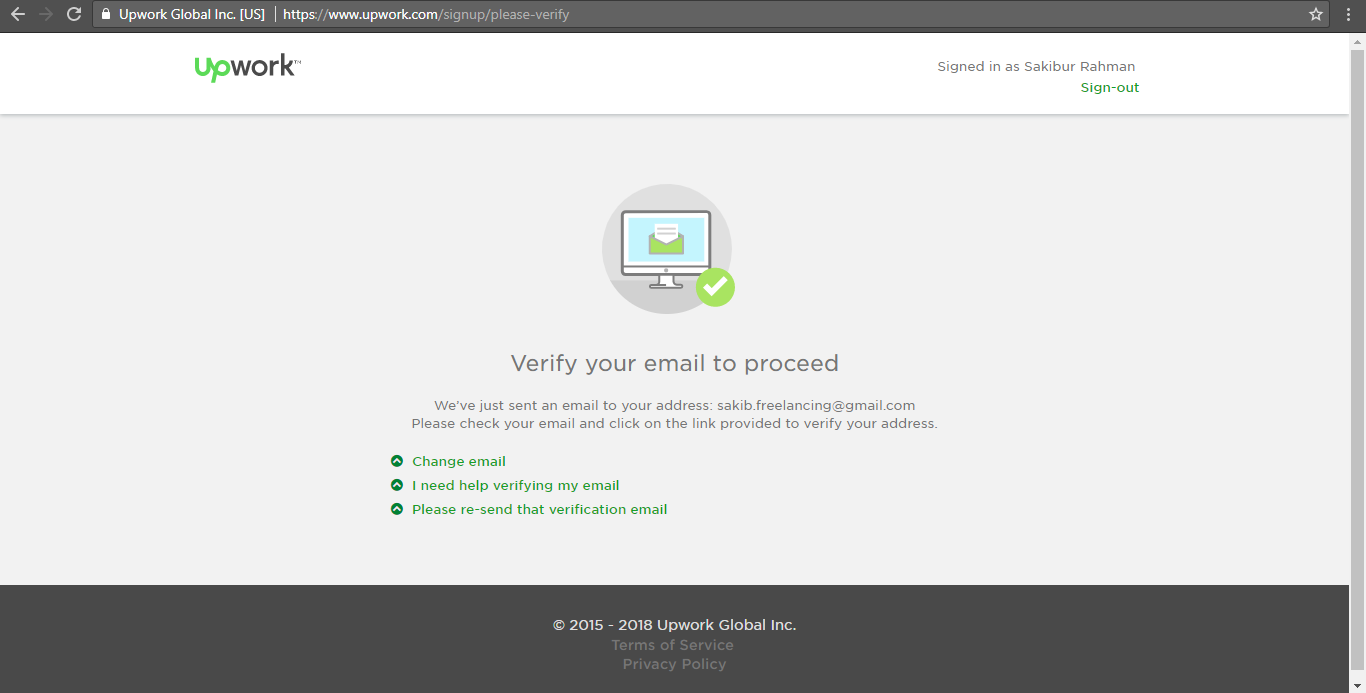 Upwork Global Inc. [US] | https://www.upwork.com/signup/please-verify
upwork™
Signed in as Sakibur Rahman
Sign-out
Verify your email to proceed
We've just sent an email to your address: sakib.freelancing@gmail.com
Please check your email and click on the link provided to verify your address.
Change email
I need help verifying my email
Please re-send that verification email
© 2015 - 2018 Upwork Global Inc.
Terms of Service
Privacy Policy